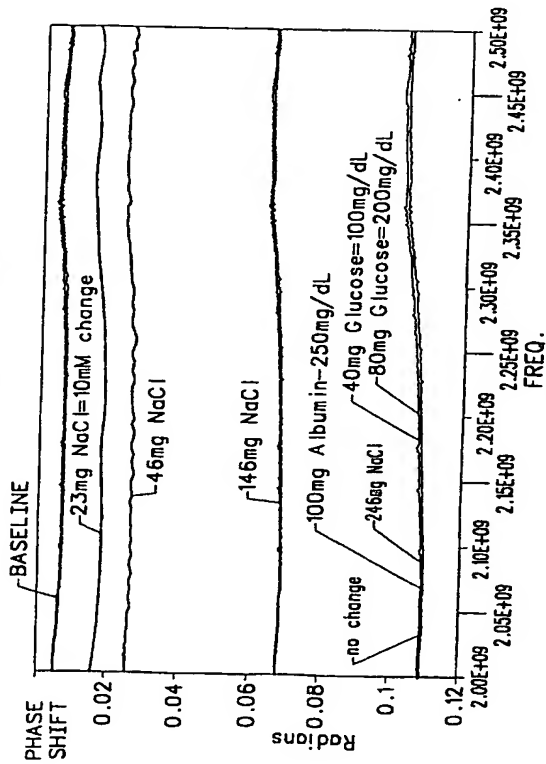 PHASE
SHIFT
BASELINE
23mg NaCl=10mM change
46mg NaCl
146mg NaCl
100mg Albumin-250mg/dL
40mg Glucose=100mg/dL
80mg Glucose=200mg/dL
246mg NaCl
no change
Radians
0.02
0.04
0.06
0.08
0.1
0.12
2.00E+09
2.05E+09
2.10E+09
2.15E+09
2.20E+09
2.25E+09
2.30E+09
2.35E+09
2.40E+09
2.45E+09
2.50E+09
FREQ.